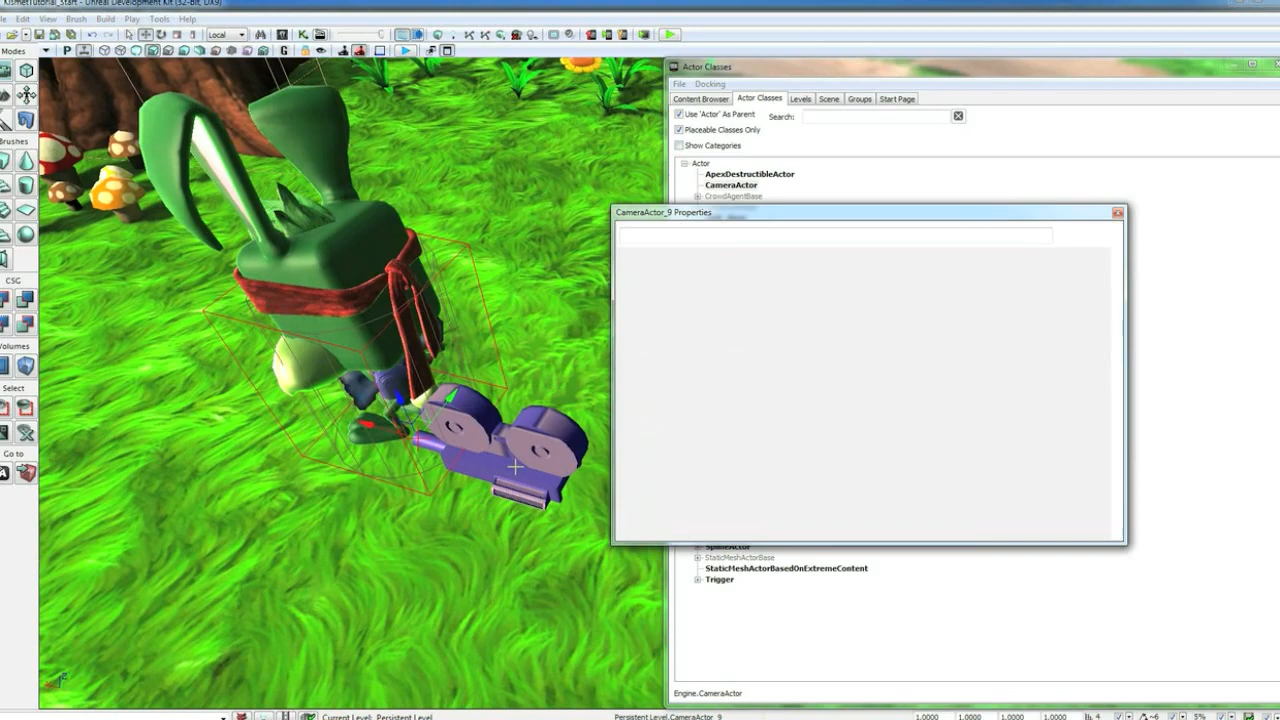 KismetTutorial_Start - Unreal Development Kit (32-Bit, DX9)
Edit View Brush Build Play Tools Help
Local
Modes
P G
Actor Classes
File Docking
Content Browser Actor Classes Levels Scene Groups Start Page
Use 'Actor' As Parent Search:
Placeable Classes Only
Show Categories
Actor
ApexDestructibleActor
CameraActor
CrowdAgentBase
CameraActor_9 Properties
Brushes
CSG
Volumes
Select
Go to
SplineActor
StaticMeshActorBase
StaticMeshActorBasedOnExtremeContent
Trigger
Engine.CameraActor
Current Level: Persistent Level Persistent Level.CameraActor_9 1.0000 1.0000 1.0000 1.0000 4 5%